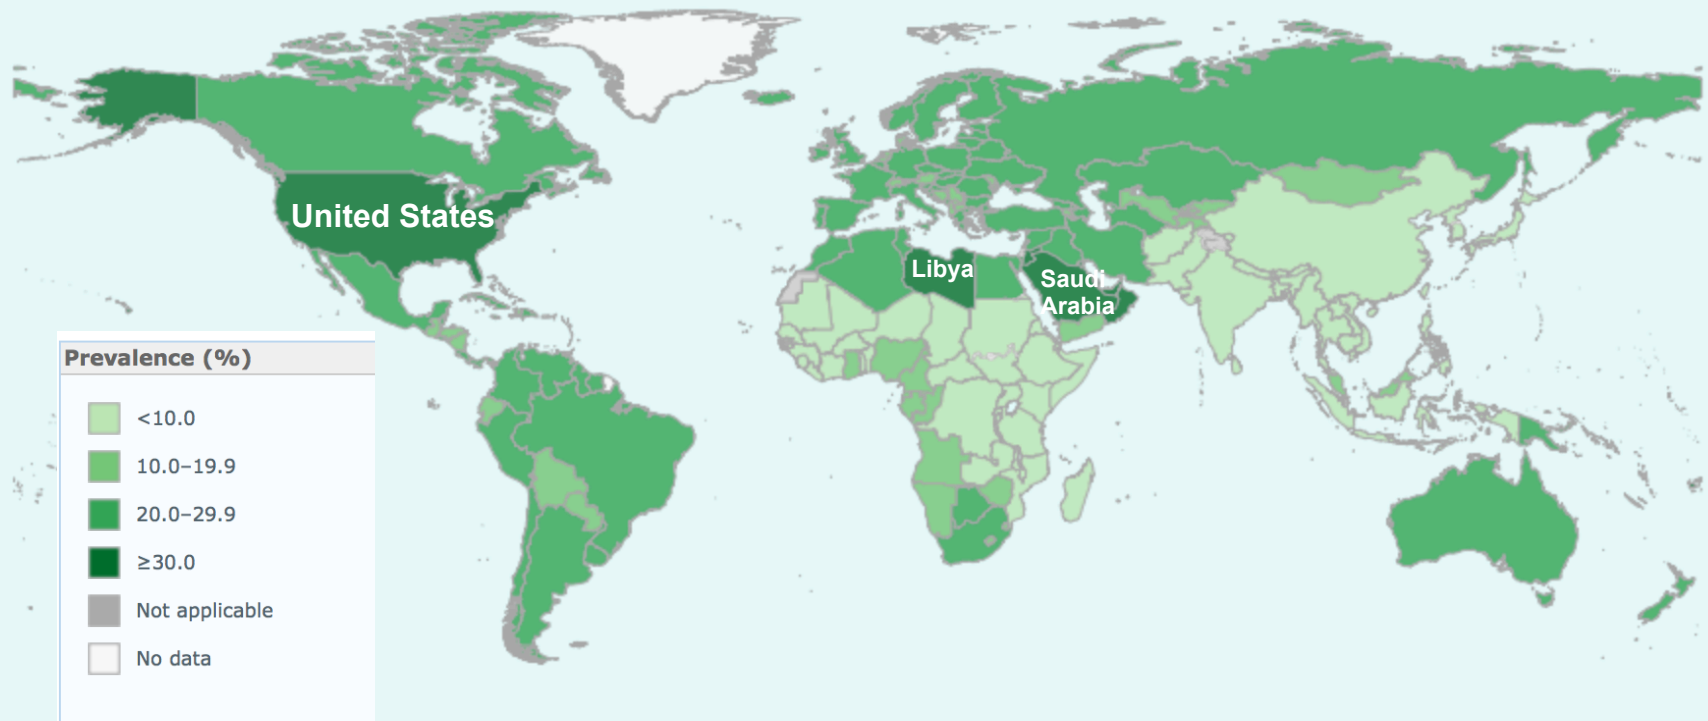 United States
Libya
Saudi
Arabia
Prevalence (%)
<10.0
10.0–19.9
20.0–29.9
≥30.0
Not applicable
No data